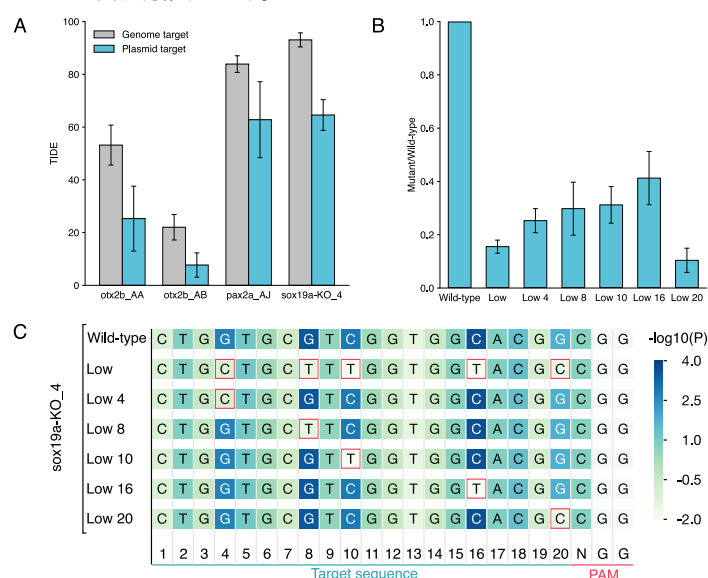 A
TIDE
100
80
60
40
20
0
Genome target
Plasmid target
otx2b_AA
otx2b_AB
pax2a_AJ
sox19a-KO_4
B
Mutant/Wild-type
1.0
0.8
0.6
0.4
0.2
0.0
Wild-type
Low
Low 4
Low 8
Low 10
Low 16
Low 20
C
sox19a-KO_4
Wild-type C T G G T G C G T C G G T G G C A C G G C G G
Low C T G C T G C T T T G G T G G T A C G C C G G
Low 4 C T G C T G C G T C G G T G G C A C G G C G G
Low 8 C T G G T G C T T C G G T G G C A C G G C G G
Low 10 C T G G T G C G T T G G T G G C A C G G C G G
Low 16 C T G G T G C G T C G G T G G T A C G G C G G
Low 20 C T G G T G C G T C G G T G G C A C G C C G G
1 2 3 4 5 6 7 8 9 10 11 12 13 14 15 16 17 18 19 20 N G G
Target sequence
PAM
-log10(P)
4.0
2.5
1.0
-0.5
-2.0